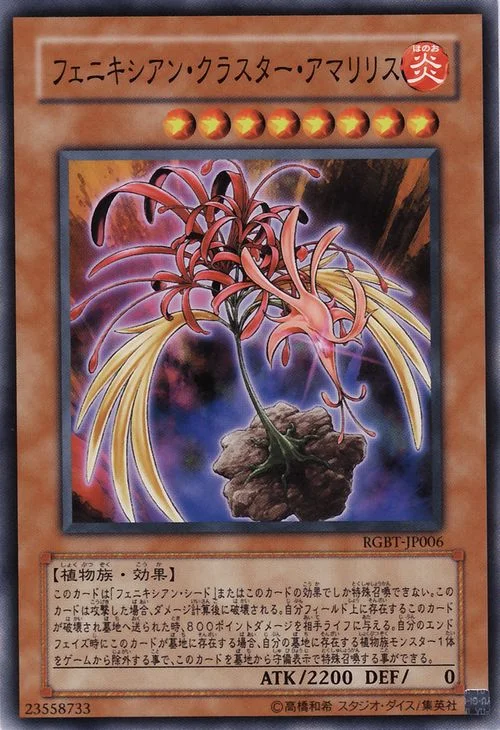 フェニキシアン・クラスター・アマリリス
ほのお
炎
RGBT-JP006
【植物族・効果】
このカードは「フェニキシアン・シード」またはこのカードの効果でしか特殊召喚できない。この
カードは攻撃した場合、ダメージ計算後に破壊される。自分フィールド上に存在するこのカード
が破壊され墓地へ送られた時、800ポイントダメージを相手ライフに与える。自分のエンド
フェイズ時にこのカードが墓地に存在する場合、自分の墓地に存在する植物族モンスター1体
をゲームから除外する事で、このカードを墓地から守備表示で特殊召喚する事ができる。
ATK/2200 DEF/ 0
23558733
©高橋和希 スタジオ・ダイス/集英社